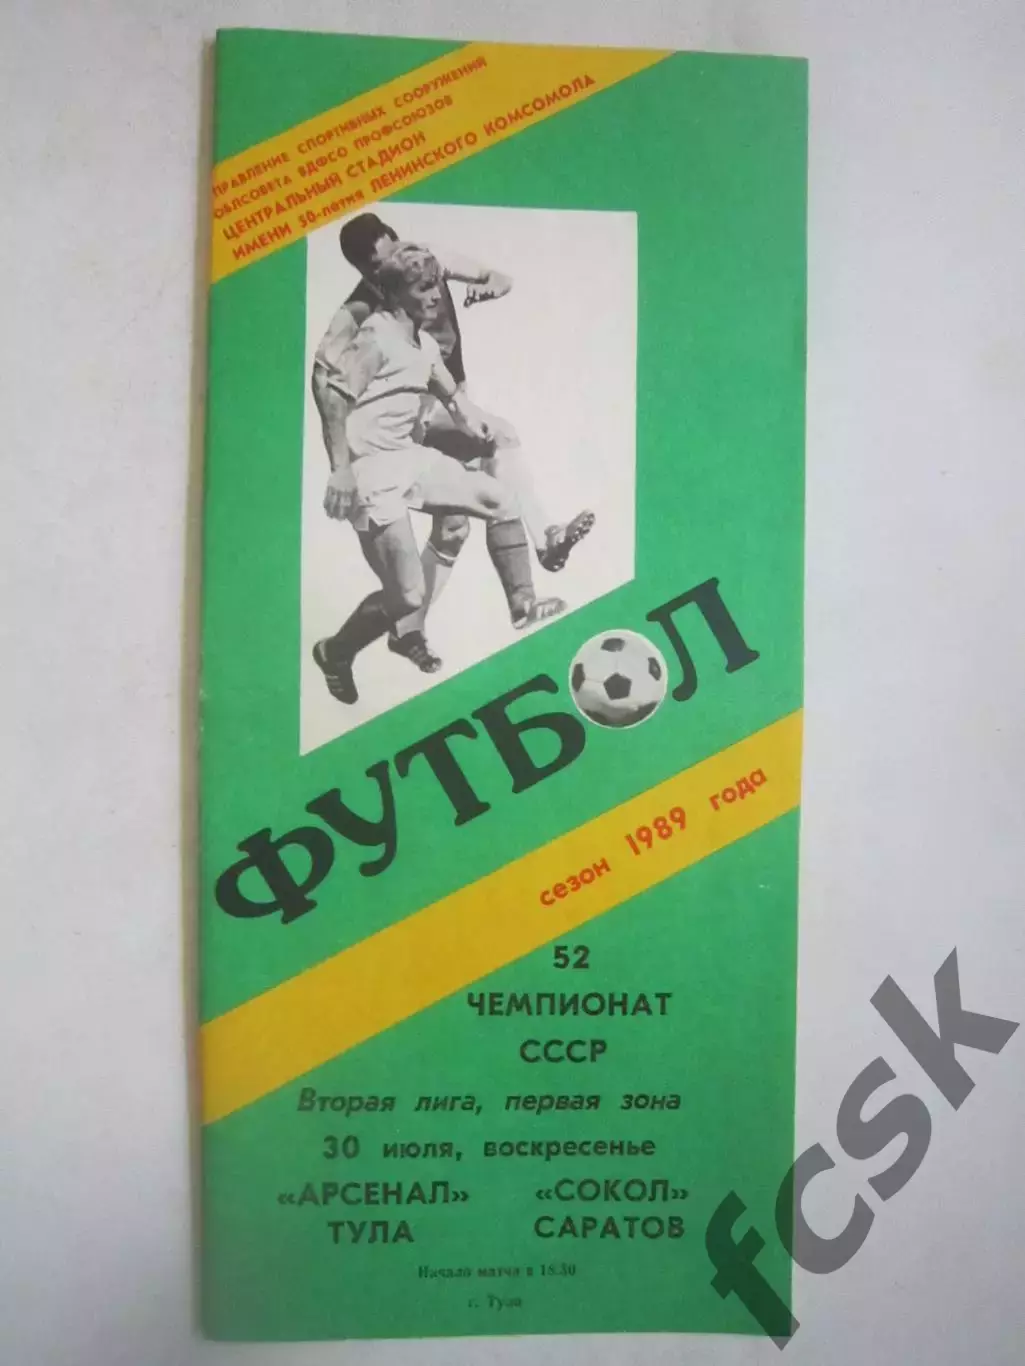 УПРАВЛЕНИЕ СПОРТИВНЫХ СООРУЖЕНИЙ
ОБЛСОВЕТА ВДФСО ПРОФСОЮЗОВ
ЦЕНТРАЛЬНЫЙ СТАДИОН
ИМЕНИ 50-летия ЛЕНИНСКОГО КОМСОМОЛА
ФУТБОЛ
сезон 1989 года
52
ЧЕМПИОНАТ
СССР
Вторая лига, первая зона
30 июля, воскресенье
«АРСЕНАЛ» «СОКОЛ»
ТУЛА САРАТОВ
Начало матча в 18.30
г. Тула
fcsk